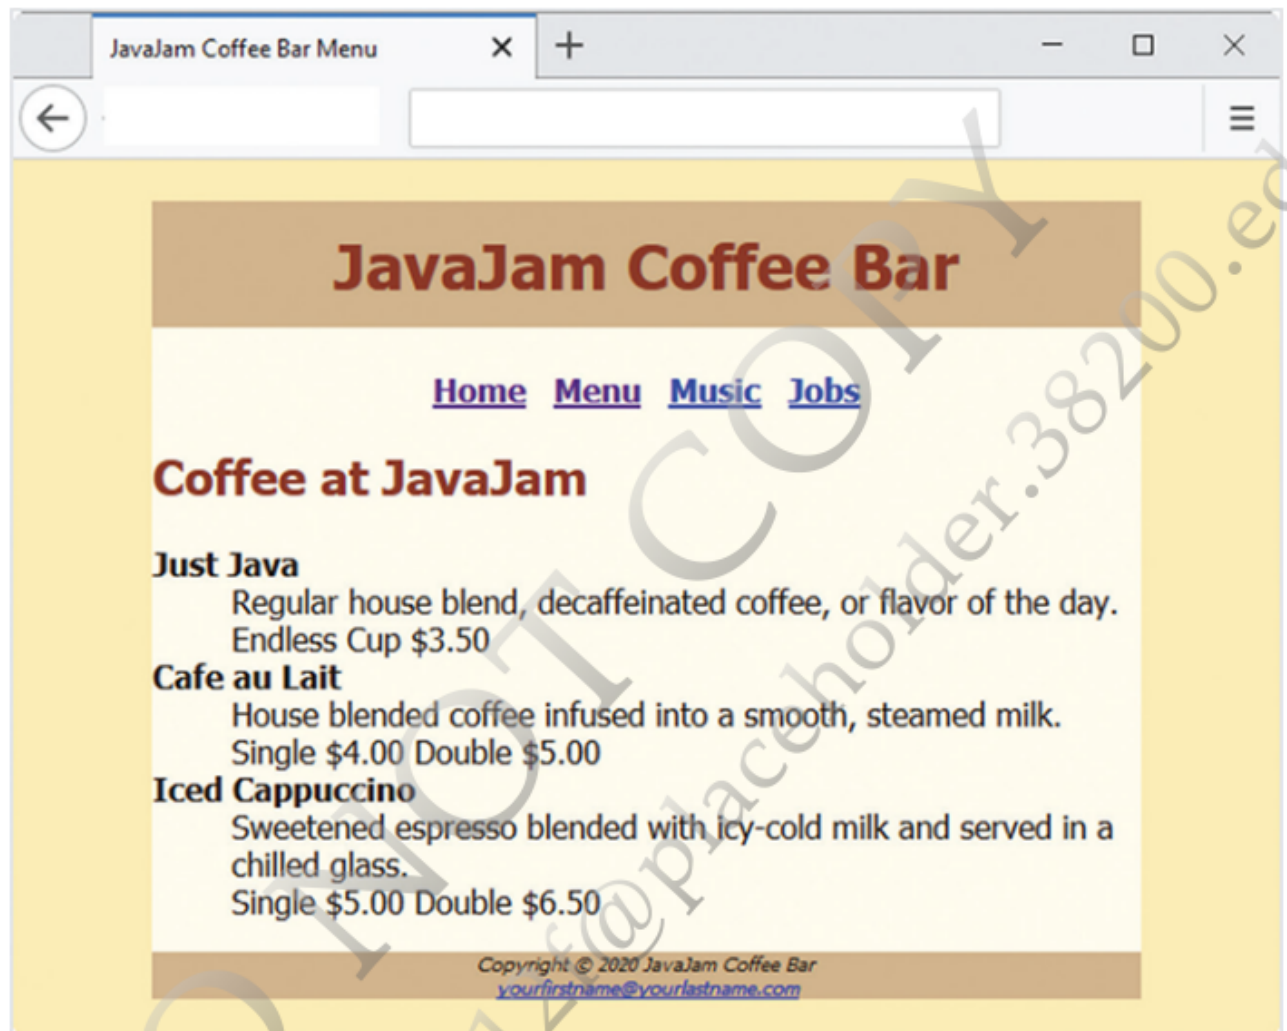 JavaJam Coffee Bar Menu
JavaJam Coffee Bar
Home Menu Music Jobs
Coffee at JavaJam
Just Java
Regular house blend, decaffeinated coffee, or flavor of the day.
Endless Cup $3.50
Cafe au Lait
House blended coffee infused into a smooth, steamed milk.
Single $4.00 Double $5.00
Iced Cappuccino
Sweetened espresso blended with icy-cold milk and served in a
chilled glass.
Single $5.00 Double $6.50
Copyright © 2020 JavaJam Coffee Bar
yourfirstname@yourlastname.com
NOT COPY
@placeholder.38200.ed